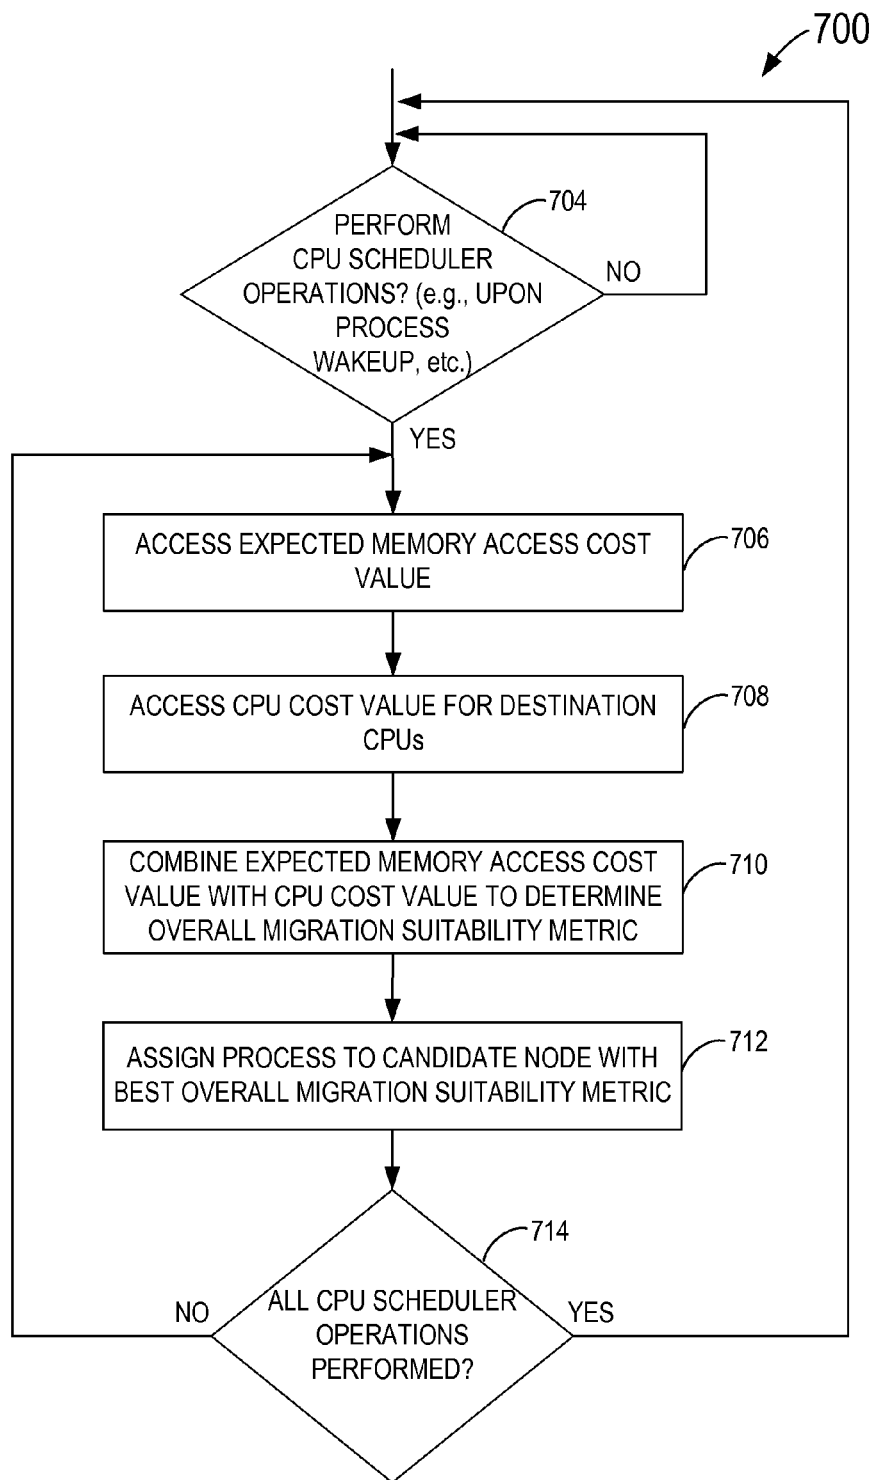 700
704
PERFORM
CPU SCHEDULER
OPERATIONS? (e.g., UPON
PROCESS
WAKEUP, etc.)
NO
YES
ACCESS EXPECTED MEMORY ACCESS COST
VALUE
706
ACCESS CPU COST VALUE FOR DESTINATION
CPUs
708
COMBINE EXPECTED MEMORY ACCESS COST
VALUE WITH CPU COST VALUE TO DETERMINE
OVERALL MIGRATION SUITABILITY METRIC
710
ASSIGN PROCESS TO CANDIDATE NODE WITH
BEST OVERALL MIGRATION SUITABILITY METRIC
712
714
NO
ALL CPU SCHEDULER
OPERATIONS
PERFORMED?
YES